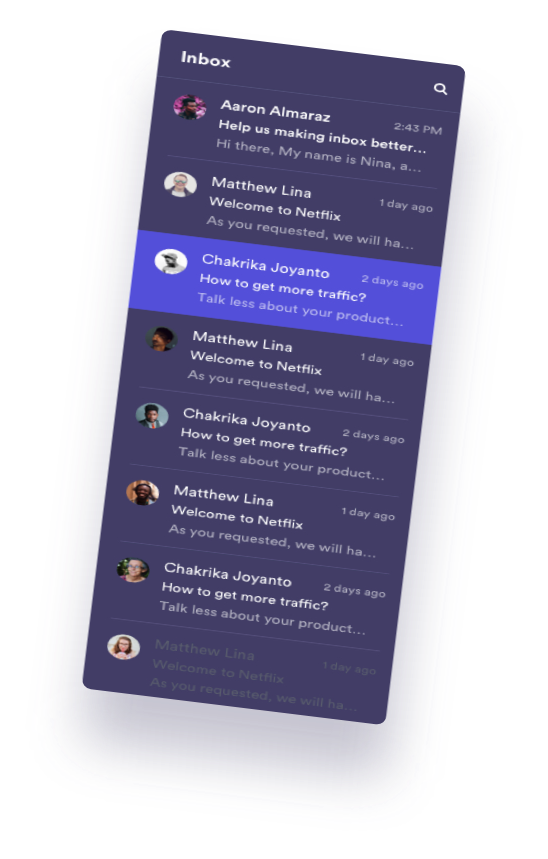 Inbox
Aaron Almaraz
2:43 PM
Help us making inbox better...
Hi there, My name is Nina, a...
Matthew Lina
1 day ago
Welcome to Netflix
As you requested, we will ha...
Chakrika Joyanto
2 days ago
How to get more traffic?
Talk less about your product...
Matthew Lina
1 day ago
Welcome to Netflix
As you requested, we will ha...
Chakrika Joyanto
2 days ago
How to get more traffic?
Talk less about your product...
Matthew Lina
1 day ago
Welcome to Netflix
As you requested, we will ha...
Chakrika Joyanto
2 days ago
How to get more traffic?
Talk less about your product...
Matthew Lina
1 day ago
Welcome to Netflix
As you requested, we will ha...